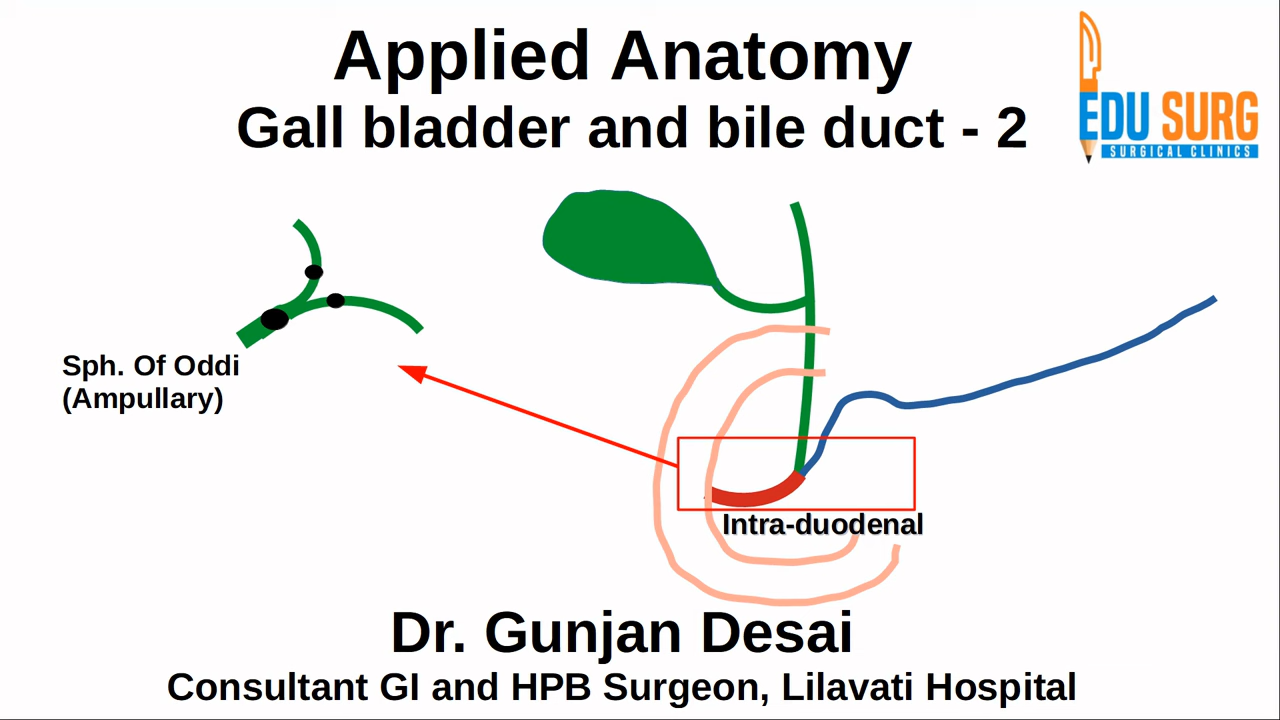 Applied Anatomy
Gall bladder and bile duct - 2
EDU SURG
SURGICAL CLINICS
Sph. Of Oddi
(Ampullary)
Intra-duodenal
Dr. Gunjan Desai
Consultant GI and HPB Surgeon, Lilavati Hospital